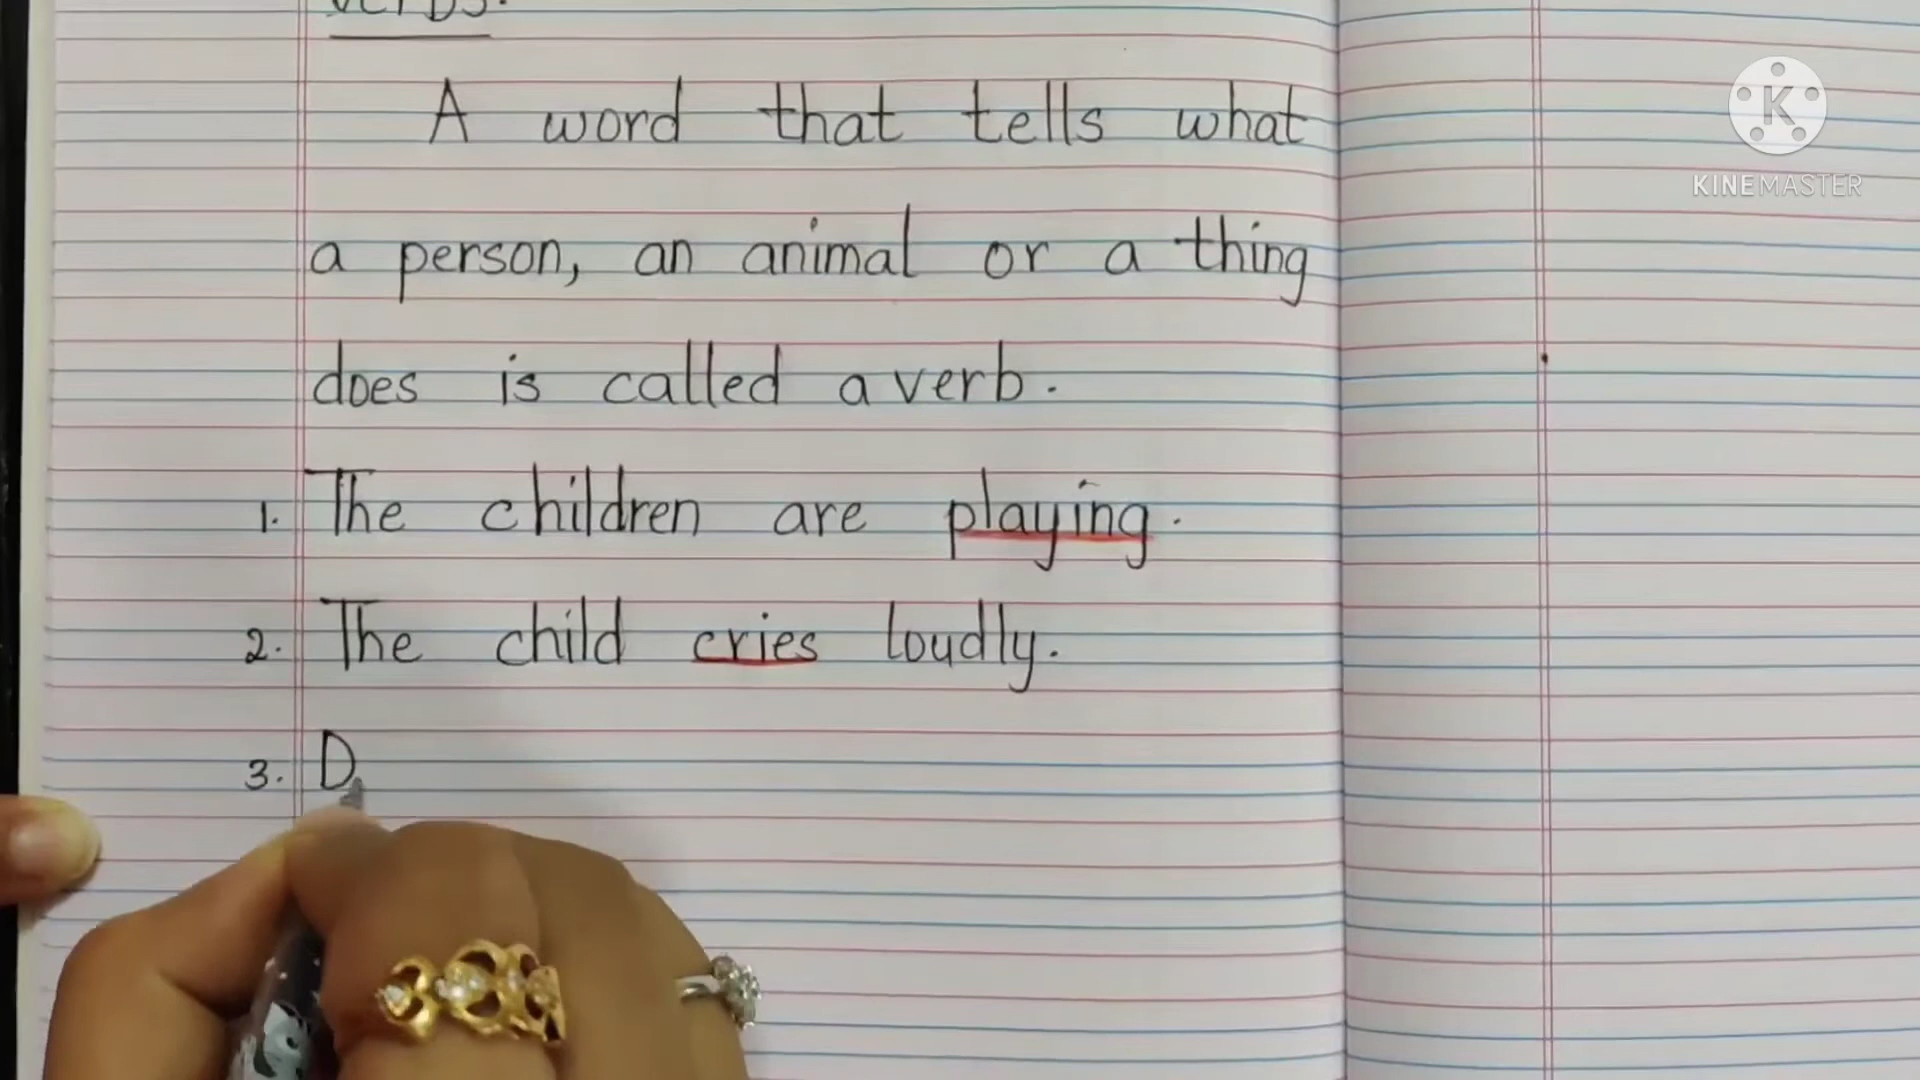 A word that tells what
a person, an animal or a thing
does is called a verb.
1. The children are playing.
2. The child cries loudly.
3. D
KINEMASTER